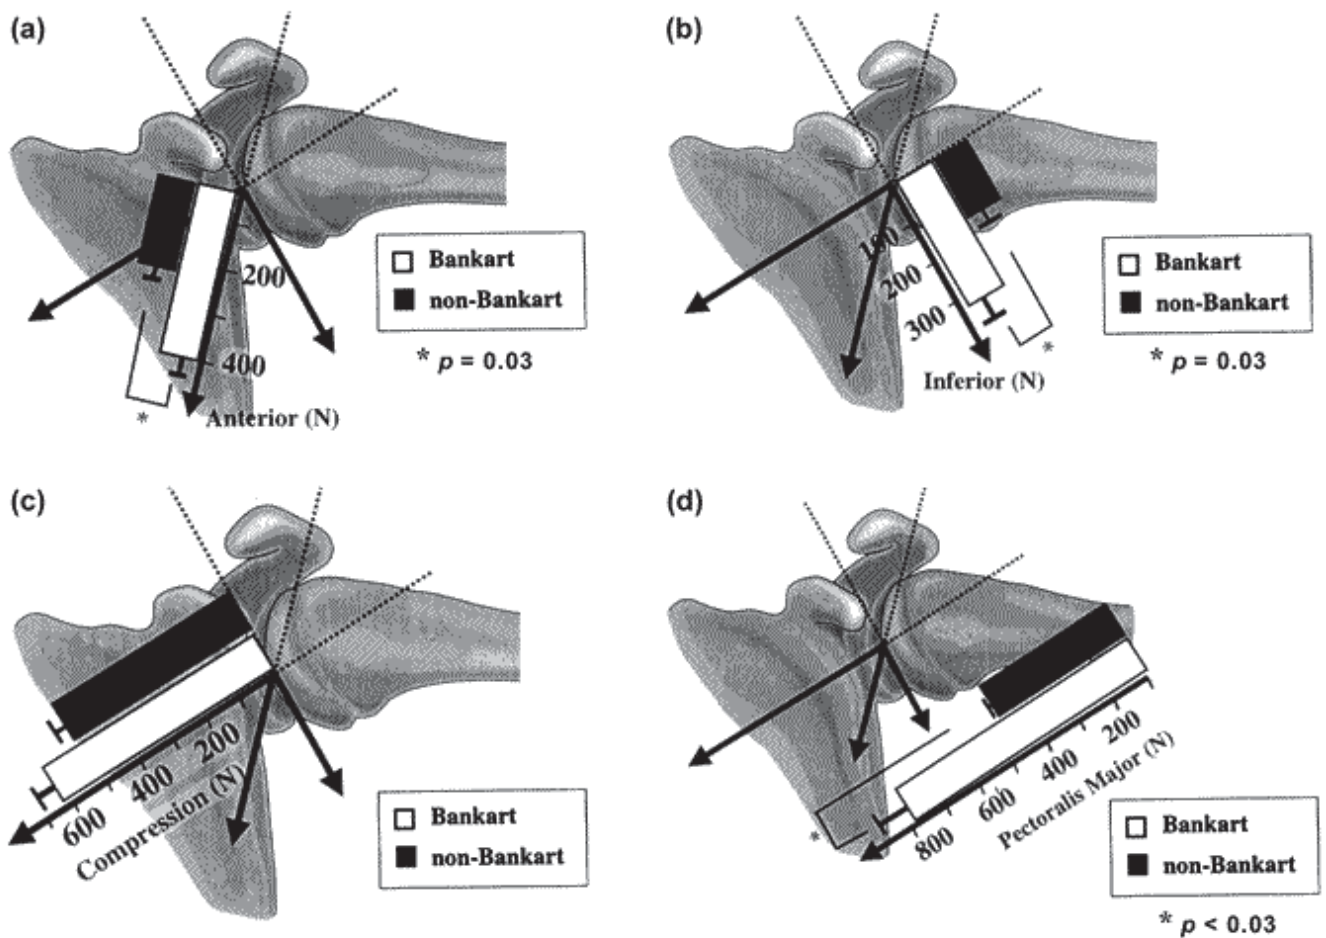 (a)
200
400
Anterior (N)
*
Bankart
non-Bankart
* p = 0.03
(b)
100
200
300
Inferior (N)
*
Bankart
non-Bankart
* p = 0.03
(c)
200
400
600
Compression (N)
Bankart
non-Bankart
(d)
200
400
600
800
Pectoralis Major (N)
*
Bankart
non-Bankart
* p < 0.03